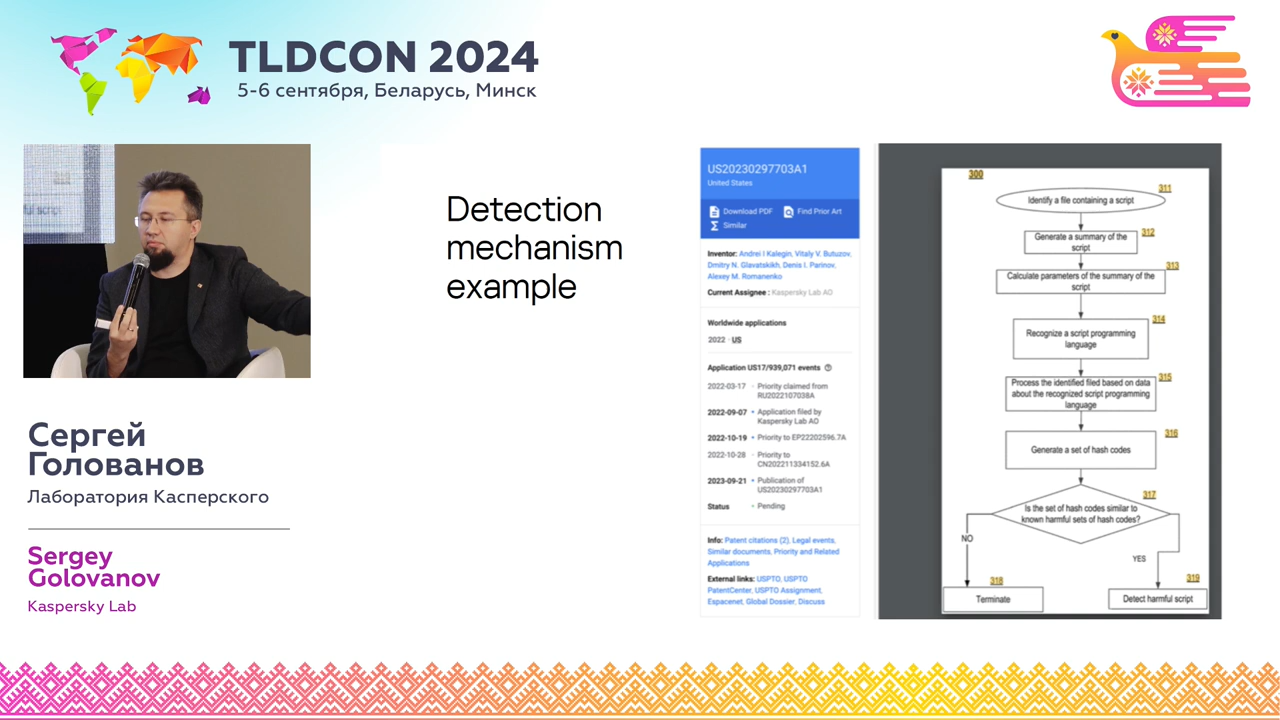 TLDCON 2024
5-6 сентября, Беларусь, Минск
Сергей
Голованов
Лаборатория Касперского
Sergey
Golovanov
Kaspersky Lab
Detection
mechanism
example
US20230297703A1
United States
Download PDF
Find Prior Art
Similar
Inventor: Andrei I Kalegin, Vitaly V. Butuzov,
Dmitry N. Glavatskikh, Denis I. Parinov,
Alexey M. Romanenko
Current Assignee : Kaspersky Lab AO
Worldwide applications
2022 · US
Application US17/939,071 events
2022-03-17 · Priority claimed from
RU2022107038A
2022-09-07 • Application filed by
Kaspersky Lab AO
2022-10-19 • Priority to EP22202596.7A
2022-10-28 · Priority to
CN202211334152.6A
2023-09-21 • Publication of
US20230297703A1
Status • Pending
Info: Patent citations (2), Legal events,
Similar documents, Priority and Related
Applications
External links: USPTO, USPTO
PatentCenter, USPTO Assignment,
Espacenet, Global Dossier, Discuss
300
311
Identify a file containing a script
312
Generate a summary of the
script
313
Calculate parameters of the summary of the
script
314
Recognize a script programming
language
315
Process the identified filed based on data
about the recognized script programming
language
316
Generate a set of hash codes
317
Is the set of hash codes similar to
known harmful sets of hash codes?
NO
YES
318
Terminate
319
Detect harmful script